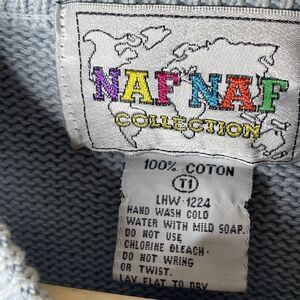 NAF NAF
COLLECTION
100% COTON
T1
LHW-1224
HAND WASH COLD
WATER WITH MILD SOAP.
DO NOT USE
CHLORINE BLEACH.
DO NOT WRING
OR TWIST.
LAY FLAT TO DRY